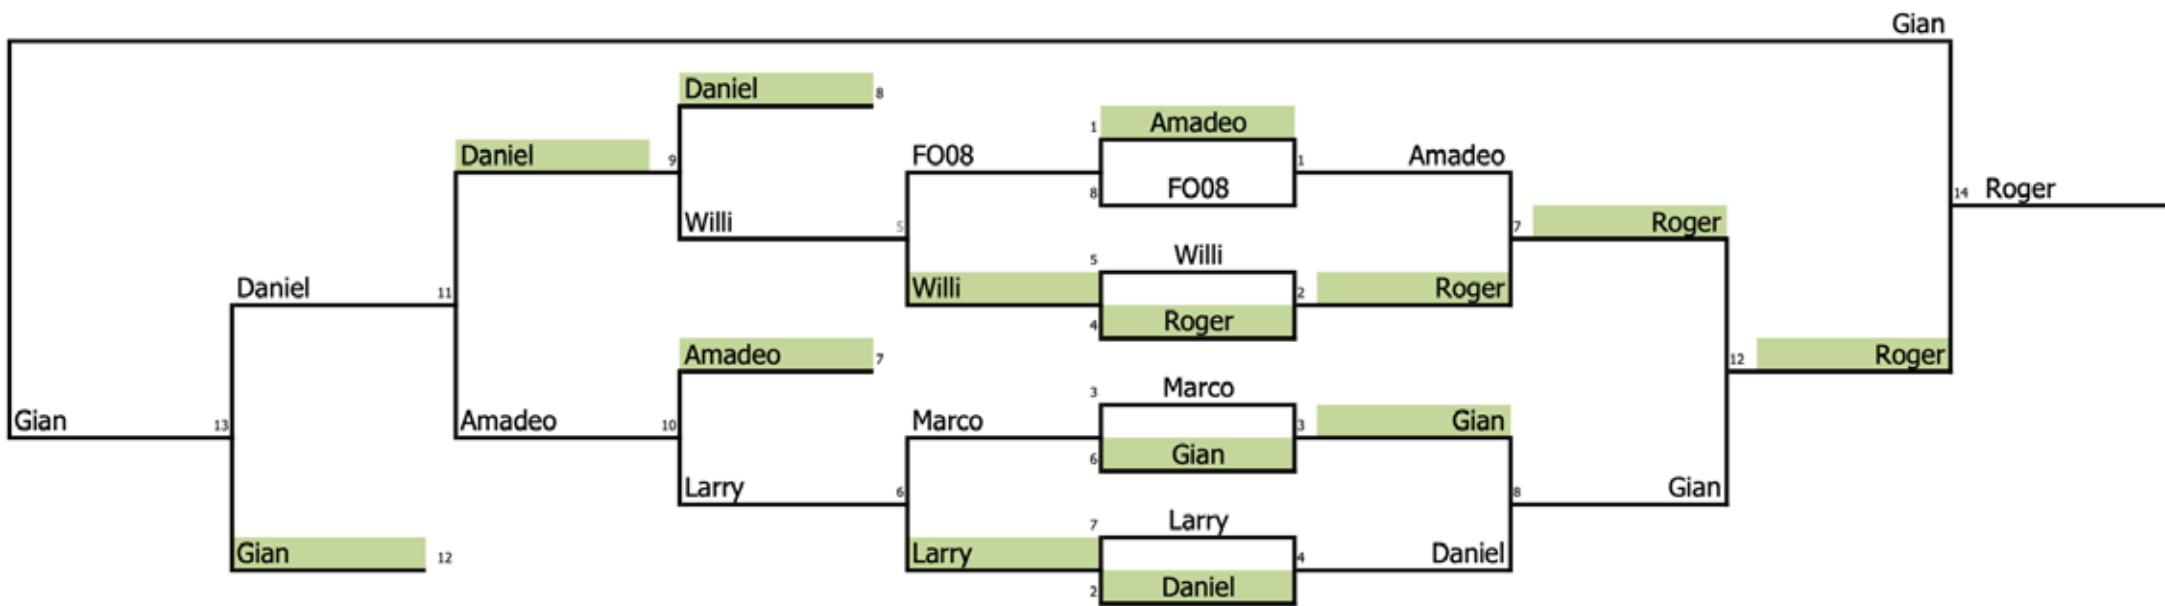 Gian
Daniel 8
1 Amadeo
Daniel 9 FO08 1 Amadeo
8 FO08 14 Roger
Willi 5 7 Roger
5 Willi
Daniel 11 Willi 2 Roger
4 Roger
Amadeo 7 12 Roger
3 Marco
Gian 13 Amadeo 10 Marco 3 Gian
6 Gian
Larry 6 8 Gian
7 Larry
Gian 12 Larry 4 Daniel
2 Daniel